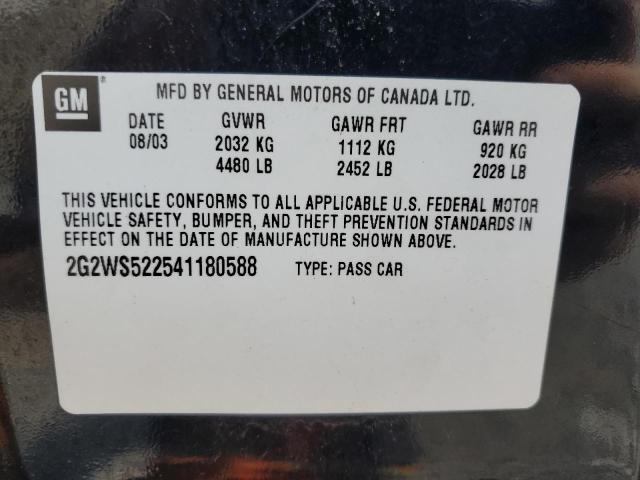 GM ® MFD BY GENERAL MOTORS OF CANADA LTD.
DATE GVWR GAWR FRT GAWR RR
08/03 2032 KG 1112 KG 920 KG
4480 LB 2452 LB 2028 LB
THIS VEHICLE CONFORMS TO ALL APPLICABLE U.S. FEDERAL MOTOR
VEHICLE SAFETY, BUMPER, AND THEFT PREVENTION STANDARDS IN
EFFECT ON THE DATE OF MANUFACTURE SHOWN ABOVE.
2G2WS522541180588 TYPE: PASS CAR